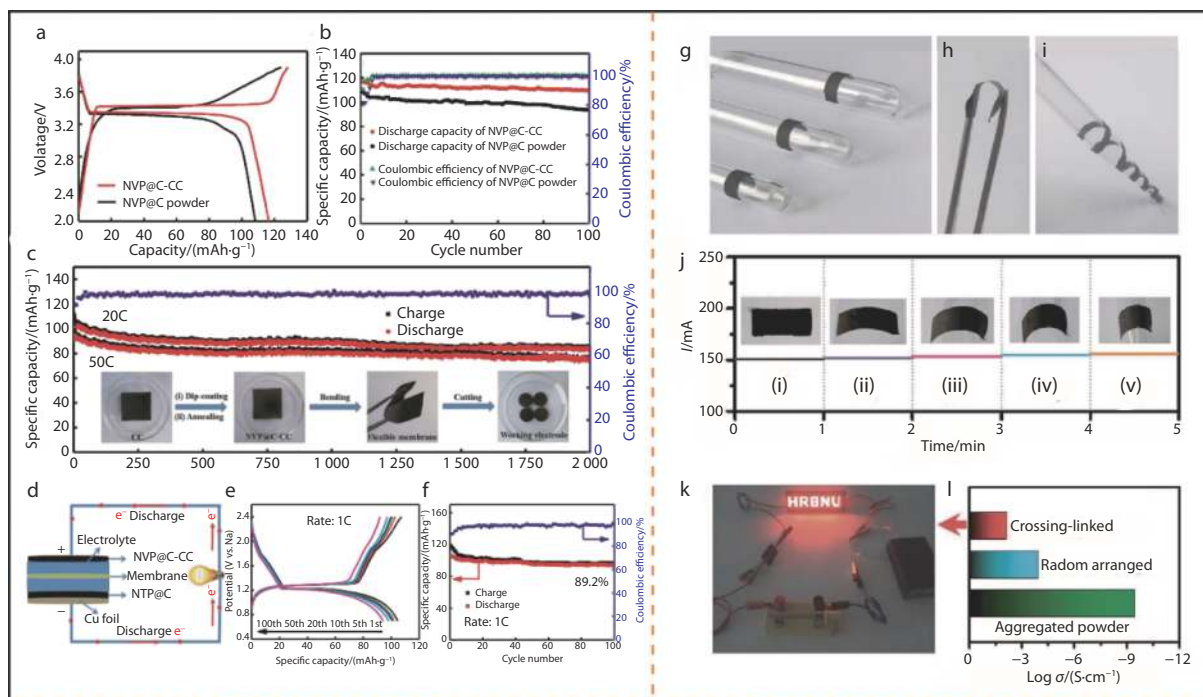 a
Volatage/V
4.0
3.6
3.2
2.8
2.4
2.0
NVP@C-CC
NVP@C powder
0 20 40 60 80 100 120 140
Capacity/(mAh·g−1)
b
Specific capacity/(mAh·g−1)
140
120
100
80
60
40
20
0
Discharge capacity of NVP@C-CC
Discharge capacity of NVP@C powder
Coulombic efficiency of NVP@C-CC
Coulombic efficiency of NVP@C powder
100
80
60
40
20
0
Coulombic efficiency/%
0 20 40 60 80 100
Cycle number
c
Specific capacity/(mAh·g−1)
140
120
100
80
60
40
20
0
20C
50C
Charge
Discharge
100
80
60
40
20
0
Coulombic efficiency/%
(i) Dip-coating
(ii) Annealing
Bending
Cutting
CC
NVP@C-CC
Flexible membrane
Working electrode
0 250 500 750 1 000 1 250 1 500 1 750 2 000
d
e− Discharge
e−
Electrolyte
+
NVP@C-CC
Membrane
NTP@C
−
Cu foil
e−
Discharge e−
e
Potential (V vs. Na)
2.4
2.0
1.6
1.2
0.8
0.4
Rate: 1C
100th 50th 20th 10th 5th 1st
0 20 40 60 80 100 120
Specific capacity/(mAh·g−1)
f
Specific capacity/(mAh·g−1)
160
120
80
40
0
89.2%
Charge
Discharge
Rate: 1C
100
80
60
40
20
0
Coulombic efficiency/%
0 20 40 60 80 100
Cycle number
g
h
i
j
I/mA
250
200
150
100
(i) (ii) (iii) (iv) (v)
0 1 2 3 4 5
Time/min
k
HRBNU
l
Crossing-linked
Radom arranged
Aggregated powder
0 −3 −6 −9 −12
Log σ/(S·cm−1)